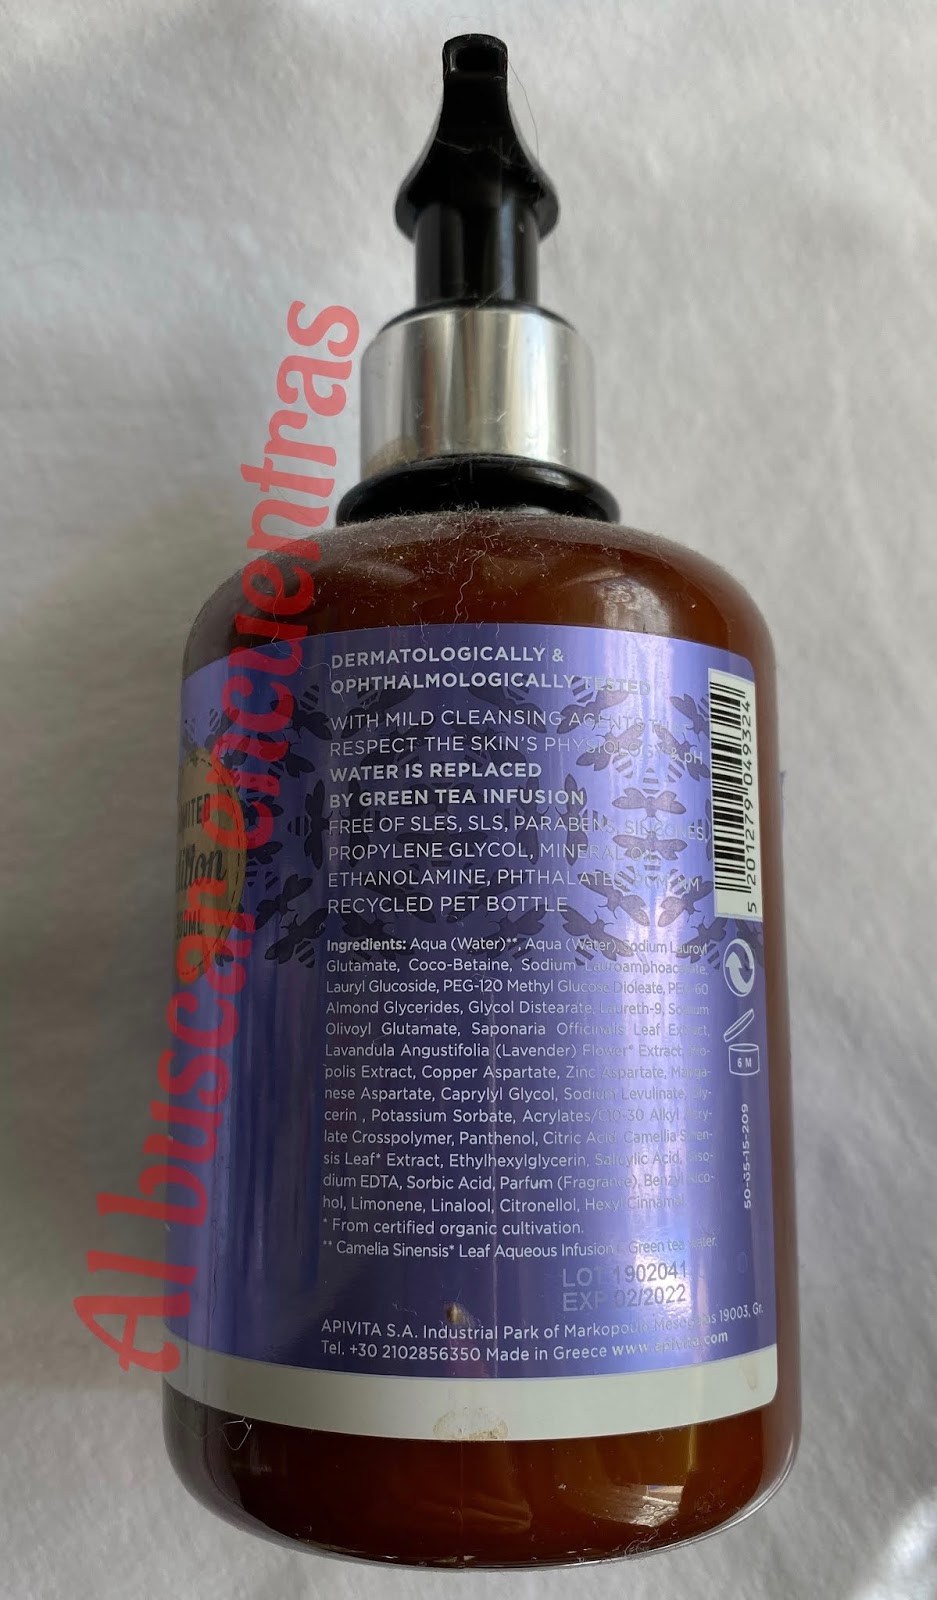 Al buscar encuentras
DERMATOLOGICALLY &
OPHTHALMOLOGICALLY TESTED
WITH MILD CLEANSING AGENTS
RESPECT THE SKIN'S PHYSIOLOGY & pH
WATER IS REPLACED
BY GREEN TEA INFUSION
FREE OF SLES, SLS, PARABENS, SILICONES,
PROPYLENE GLYCOL, MINERAL OIL,
ETHANOLAMINE, PHTHALATES,
RECYCLED PET BOTTLE
Ingredients: Aqua (Water)**, Aqua (Water), Sodium Lauroyl
Glutamate, Coco-Betaine, Sodium Lauroamphoacetate,
Lauryl Glucoside, PEG-120 Methyl Glucose Dioleate, PEG-60
Almond Glycerides, Glycol Distearate, Laureth-9, Sodium
Olivoyl Glutamate, Saponaria Officinalis Leaf Extract,
Lavandula Angustifolia (Lavender) Flower* Extract, Pro-
polis Extract, Copper Aspartate, Zinc Aspartate, Manga-
nese Aspartate, Caprylyl Glycol, Sodium Levulinate, Gly-
cerin , Potassium Sorbate, Acrylates/C10-30 Alkyl Acry-
late Crosspolymer, Panthenol, Citric Acid, Camellia Sinen-
sis Leaf* Extract, Ethylhexylglycerin, Salicylic Acid, Diso-
dium EDTA, Sorbic Acid, Parfum (Fragrance), Benzyl Alco-
hol, Limonene, Linalool, Citronellol, Hexyl Cinnamal
* From certified organic cultivation.
** Camelia Sinensis* Leaf Aqueous Infusion - Green tea water.
LOT 1902041
EXP 02/2022
APIVITA S.A. Industrial Park of Markopoulo Mesogaias 19003, Gr.
Tel. +30 2102856350 Made in Greece www.apivita.com
5 201279 049324
6 M
50-65-15-209